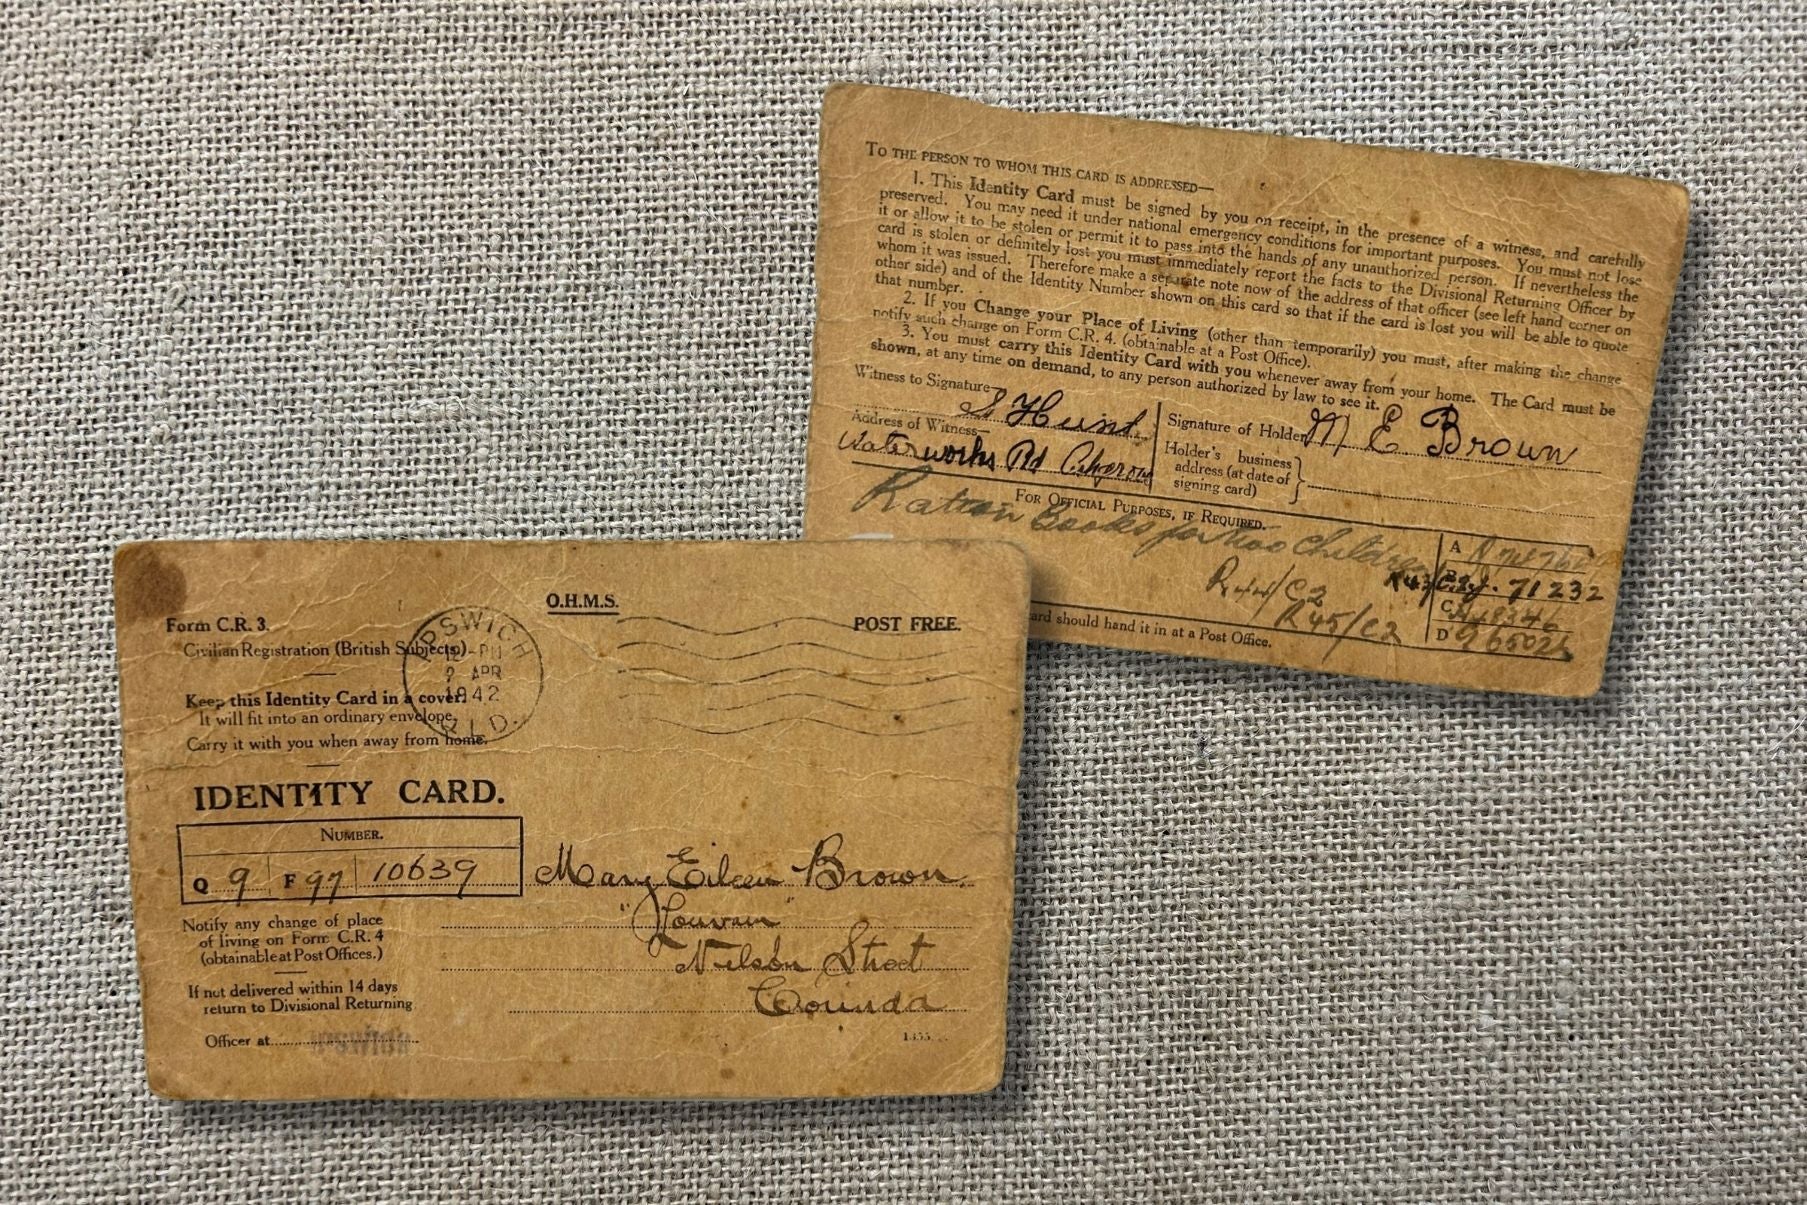 TO THE PERSON TO WHOM THIS CARD IS ADDRESSED—
1. This Identity Card must be signed by you on receipt, in the presence of a witness, and carefully
preserved. You may need it under national emergency conditions for important purposes. You must not lose
it or allow it to be stolen or permit it to pass into the hands of any unauthorized person. If nevertheless the
card is stolen or definitely lost you must immediately report the facts to the Divisional Returning Officer by
whom it was issued. Therefore make a separate note now of the address of that officer (see left hand corner on
other side) and of the Identity Number shown on this card so that if the card is lost you will be able to quote
that number.
2. If you Change your Place of Living (other than temporarily) you must, after making the change
notify such change on Form C.R. 4. (obtainable at a Post Office).
3. You must carry this Identity Card with you whenever away from your home. The Card must be
shown, at any time on demand, to any person authorized by law to see it.
Witness to Signature—
S Hunt
Address of Witness—
Waterworks Rd
Signature of Holder M E Brown
Holder's business
address (at date of
signing card)
FOR OFFICIAL PURPOSES, IF REQUIRED.
Ration Books for two Children
R44/C2
R45/C2
A
71232
C
D
card should hand it in at a Post Office.
O.H.M.S.
POST FREE.
Form C.R. 3.
Civilian Registration (British Subjects)
IPSWICH
12-PM
2 APR
1942
QLD.
Keep this Identity Card in a cover.
It will fit into an ordinary envelope.
Carry it with you when away from home.
IDENTITY CARD.
NUMBER.
Q 9 F 97 10639
Mary Eileen Brown.
"Louvain"
Nelson Street
Corinda
Notify any change of place
of living on Form C.R. 4
(obtainable at Post Offices.)
If not delivered within 14 days
return to Divisional Returning
Officer at